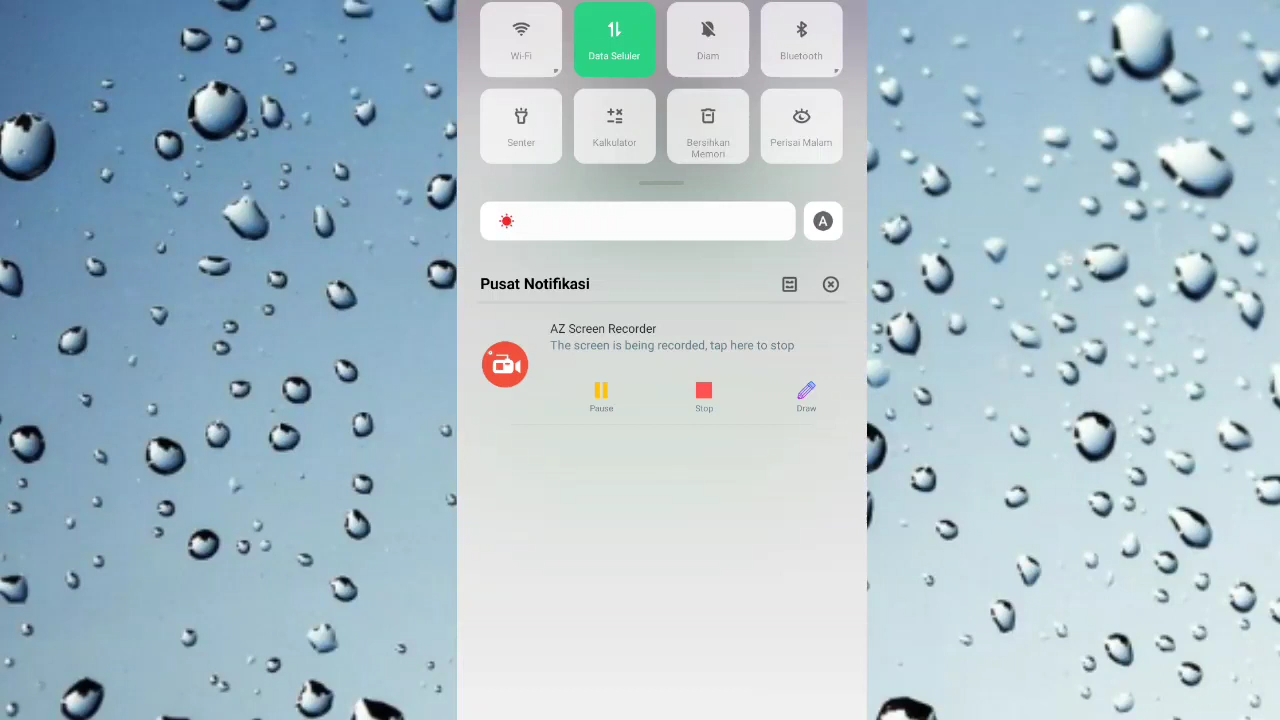 Wi-Fi
Data Seluler
Diam
Bluetooth
Senter
Kalkulator
Bersihkan
Memori
Perisai Malam
A
Pusat Notifikasi
AZ Screen Recorder
The screen is being recorded, tap here to stop
Pause
Stop
Draw